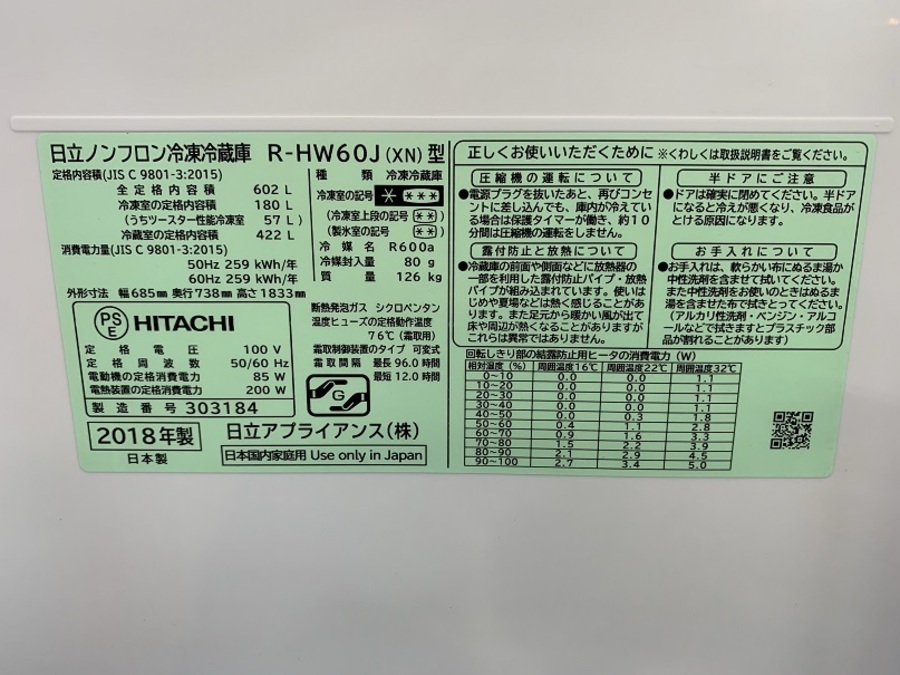 日立ノンフロン冷凍冷蔵庫 R-HW60J (XN) 型
定格内容積(JIS C 9801-3:2015)
全定格内容積 602 L
冷凍室の定格内容積 180 L
(うちツースター性能冷凍室 57 L)
冷蔵室の定格内容積 422 L
消費電力量(JIS C 9801-3:2015)
50Hz 259 kWh/年
60Hz 259 kWh/年
外形寸法 幅685mm 奥行738mm 高さ1833mm
種類 冷凍冷蔵庫
冷凍室の記号 * ***
(冷凍室上段の記号 **)
(製氷室の記号 **)
冷媒名 R600a
冷媒封入量 80 g
質量 126 kg
断熱発泡ガス シクロペンタン
温度ヒューズの定格動作温度
76℃ (霜取用)
霜取制御装置のタイプ 可変式
霜取間隔 最長96.0時間
最短12.0時間
PS
E
HITACHI
定格電圧 100 V
定格周波数 50/60 Hz
電動機の定格消費電力 85 W
電熱装置の定格消費電力 200 W
製造番号 303184
G
2018年製
日本製
日立アプライアンス(株)
日本国内家庭用 Use only in Japan
正しくお使いいただくために ※くわしくは取扱説明書をご覧ください。
圧縮機の運転について
●電源プラグを抜いたあと、再びコンセ
ントに差し込んでも、庫内が冷えてい
る場合は保護タイマーが働き、約10
分間は圧縮機の運転をしません。
露付防止と放熱について
●冷蔵庫の前面や側面などに放熱器の
一部を利用した露付防止パイプ・放熱
パイプが組み込まれています。使いは
じめや夏場などは熱く感じることがあ
ります。また足元から暖かい風が出て
床や周辺が熱くなることがありますが
これらは異常ではありません。
半ドアにご注意
●ドアは確実に閉めてください。半ドア
になると冷えが悪くなり、冷凍食品が
とける原因になります。
お手入れについて
●お手入れは、軟らかい布にぬるま湯か
中性洗剤を含ませて拭いてください。
また中性洗剤をお使いのときはぬるま
湯を含ませた布で拭きとってください。
(アルカリ性洗剤・ベンジン・アルコ
ールなどで拭きますとプラスチック部
品が割れることがあります)
回転しきり部の結露防止用ヒータの消費電力 (W)
相対湿度(%) 周囲温度16℃ 周囲温度22℃ 周囲温度32℃
0~10 0.0 0.0 1.1
10~20 0.0 0.0 1.1
20~30 0.0 0.0 1.1
30~40 0.0 0.0 1.1
40~50 0.0 0.3 1.8
50~60 0.4 1.1 2.8
60~70 0.9 1.6 3.3
70~80 1.5 2.2 3.9
80~90 2.1 2.9 4.5
90~100 2.7 3.4 5.0